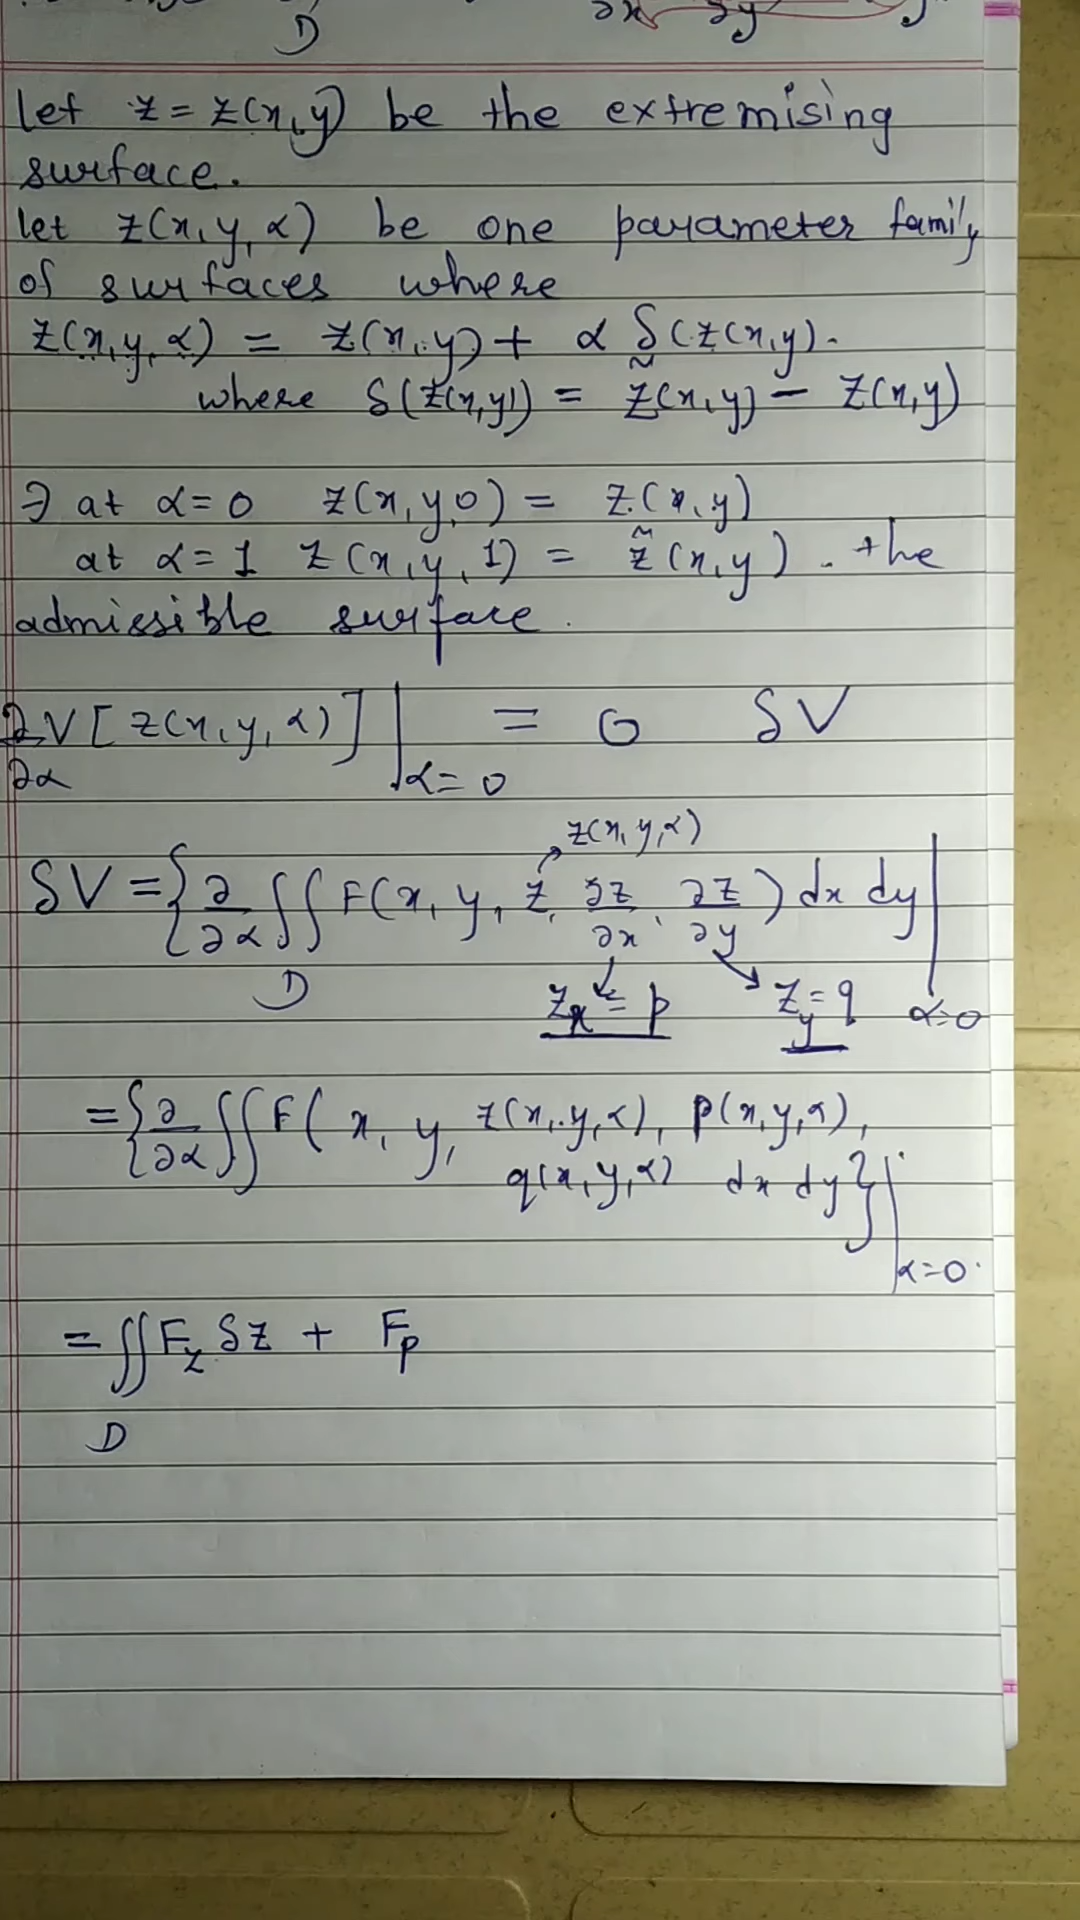 D ∂x ∂y
let z = z(x,y) be the extremising
surface.
let z(x,y,α) be one parameter family
of surfaces where
z(x,y,α) = z(x,y) + α δ(z(x,y).
where δ(z(x,y)) = z̃(x,y) − z(x,y)
∋ at α=0 z(x,y,0) = z(x,y)
at α=1 z(x,y,1) = z̃(x,y). the
admissible surface.
∂/∂α V[z(x,y,α)] |α=0 = 0 δV
z(x,y,α)
δV = {∂/∂α ∬ F(x, y, z, ∂z/∂x, ∂z/∂y) dx dy |α=0
D zx = p zy = q
= {∂/∂α ∬ F( x, y, z(x,y,α), p(x,y,α),
q(x,y,α) dx dy} |α=0.
= ∬ Fz δz + Fp
D